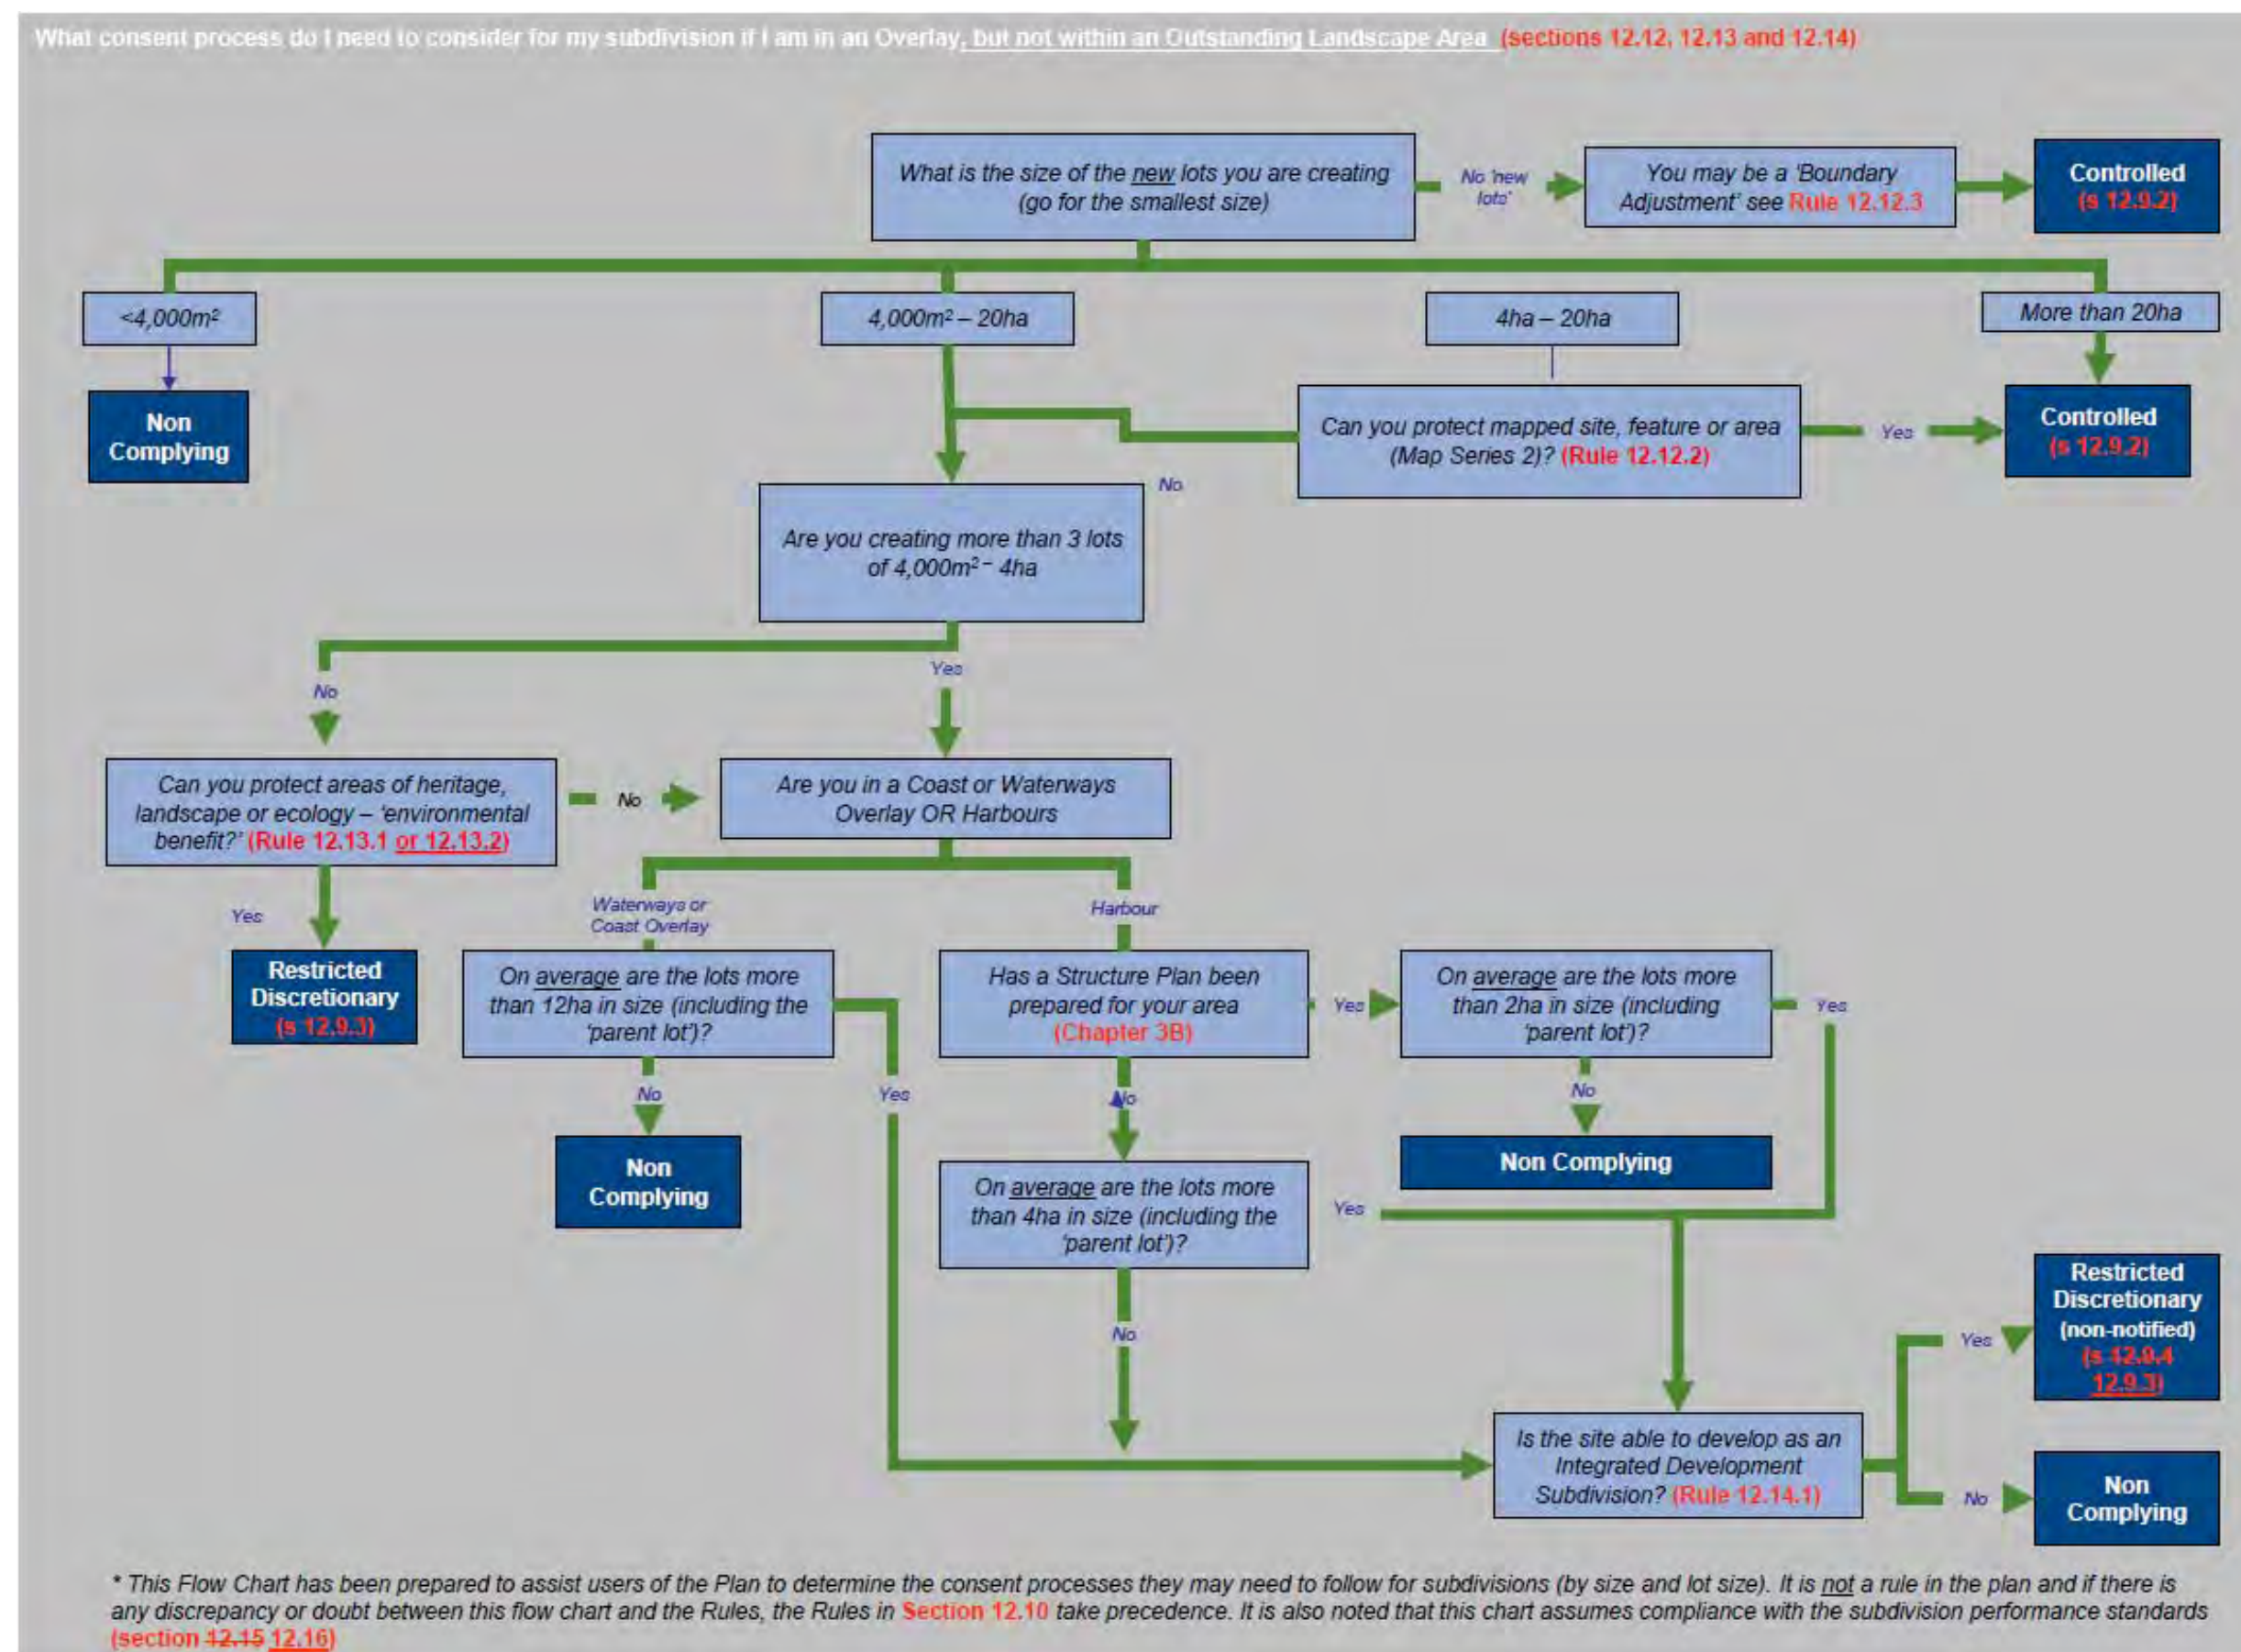 What consent process do I need to consider for my subdivision if I am in an Overlay, but not within an Outstanding Landscape Area (sections 12.12, 12.13 and 12.14)
What is the size of the new lots you are creating
(go for the smallest size)
No 'new
lots'
You may be a 'Boundary
Adjustment' see Rule 12.12.3
Controlled
(s 12.9.2)
<4,000m²
4,000m² – 20ha
4ha – 20ha
More than 20ha
Non
Complying
Can you protect mapped site, feature or area
(Map Series 2)? (Rule 12.12.2)
Yes
Controlled
(s 12.9.2)
No
Are you creating more than 3 lots
of 4,000m² – 4ha
No
Yes
Can you protect areas of heritage,
landscape or ecology – 'environmental
benefit?' (Rule 12.13.1 or 12.13.2)
No
Are you in a Coast or Waterways
Overlay OR Harbours
Yes
Waterways or
Coast Overlay
Harbour
Restricted
Discretionary
(s 12.9.3)
On average are the lots more
than 12ha in size (including the
'parent lot')?
Has a Structure Plan been
prepared for your area
(Chapter 3B)
Yes
On average are the lots more
than 2ha in size (including
'parent lot')?
Yes
No
Yes
No
No
Non
Complying
Non Complying
On average are the lots more
than 4ha in size (including the
'parent lot')?
Yes
No
Restricted
Discretionary
(non-notified)
(s 12.9.4
12.9.3)
Yes
Is the site able to develop as an
Integrated Development
Subdivision? (Rule 12.14.1)
No
Non
Complying
* This Flow Chart has been prepared to assist users of the Plan to determine the consent processes they may need to follow for subdivisions (by size and lot size). It is not a rule in the plan and if there is
any discrepancy or doubt between this flow chart and the Rules, the Rules in Section 12.10 take precedence. It is also noted that this chart assumes compliance with the subdivision performance standards
(section 12.15 12.16)